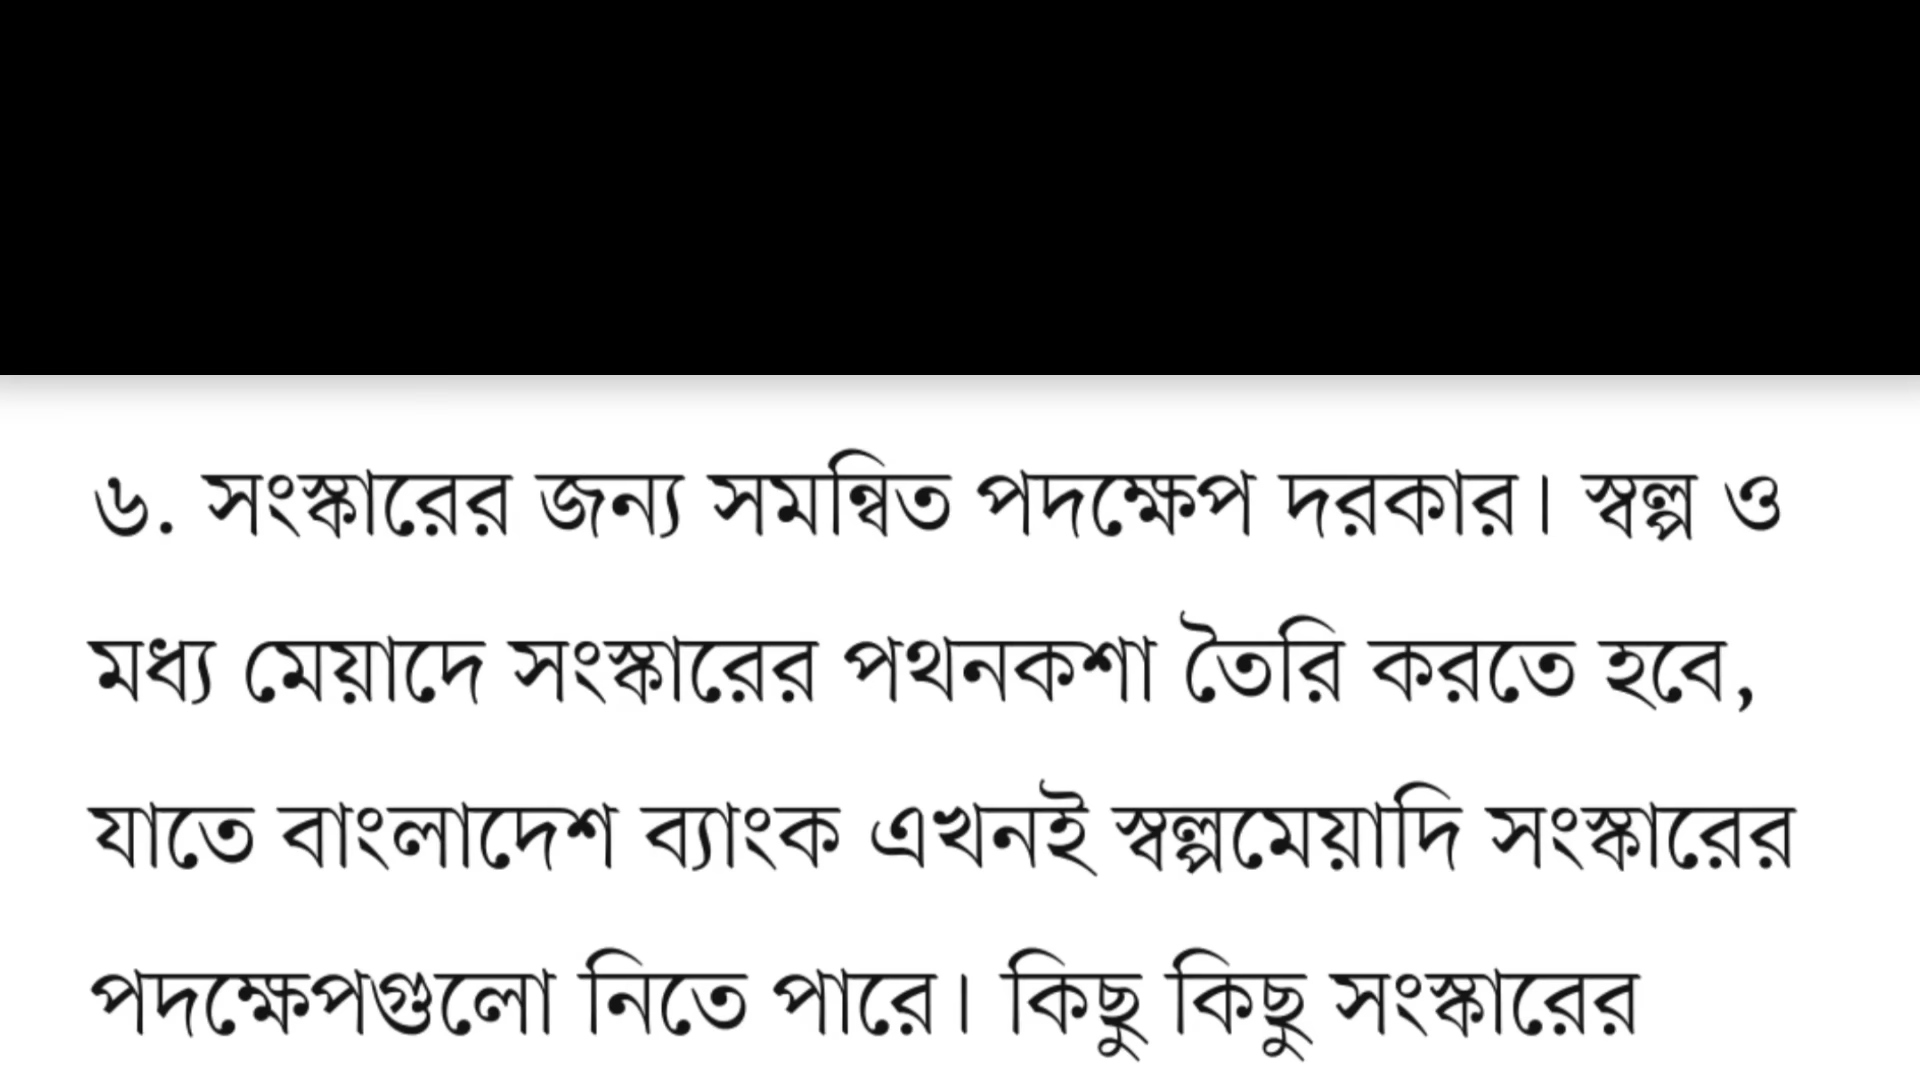 ৬. সংস্কারের জন্য সমন্বিত পদক্ষেপ দরকার। স্বল্প ও
মধ্য মেয়াদে সংস্কারের পথনকশা তৈরি করতে হবে,
যাতে বাংলাদেশ ব্যাংক এখনই স্বল্পমেয়াদি সংস্কারের
পদক্ষেপগুলো নিতে পারে। কিছু কিছু সংস্কারের